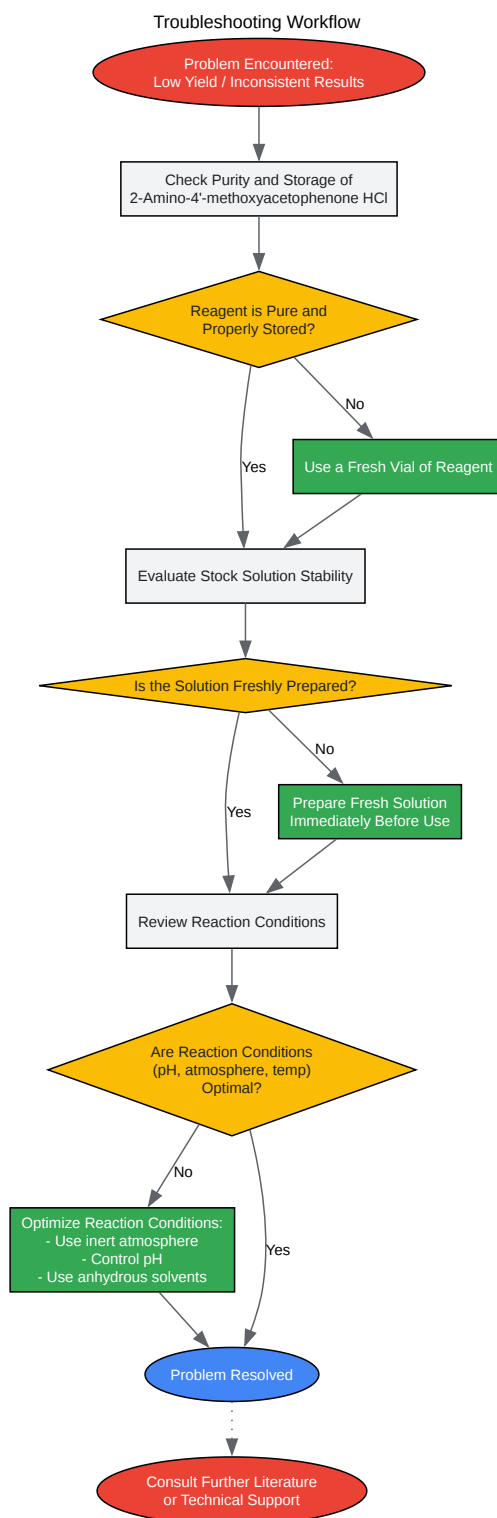 Troubleshooting Workflow
Problem Encountered:
Low Yield / Inconsistent Results
Check Purity and Storage of
2-Amino-4'-methoxyacetophenone HCl
Reagent is Pure and
Properly Stored?
No
Yes
Use a Fresh Vial of Reagent
Evaluate Stock Solution Stability
Is the Solution Freshly Prepared?
No
Yes
Prepare Fresh Solution
Immediately Before Use
Review Reaction Conditions
Are Reaction Conditions
(pH, atmosphere, temp)
Optimal?
No
Yes
Optimize Reaction Conditions:
- Use inert atmosphere
- Control pH
- Use anhydrous solvents
Problem Resolved
Consult Further Literature
or Technical Support